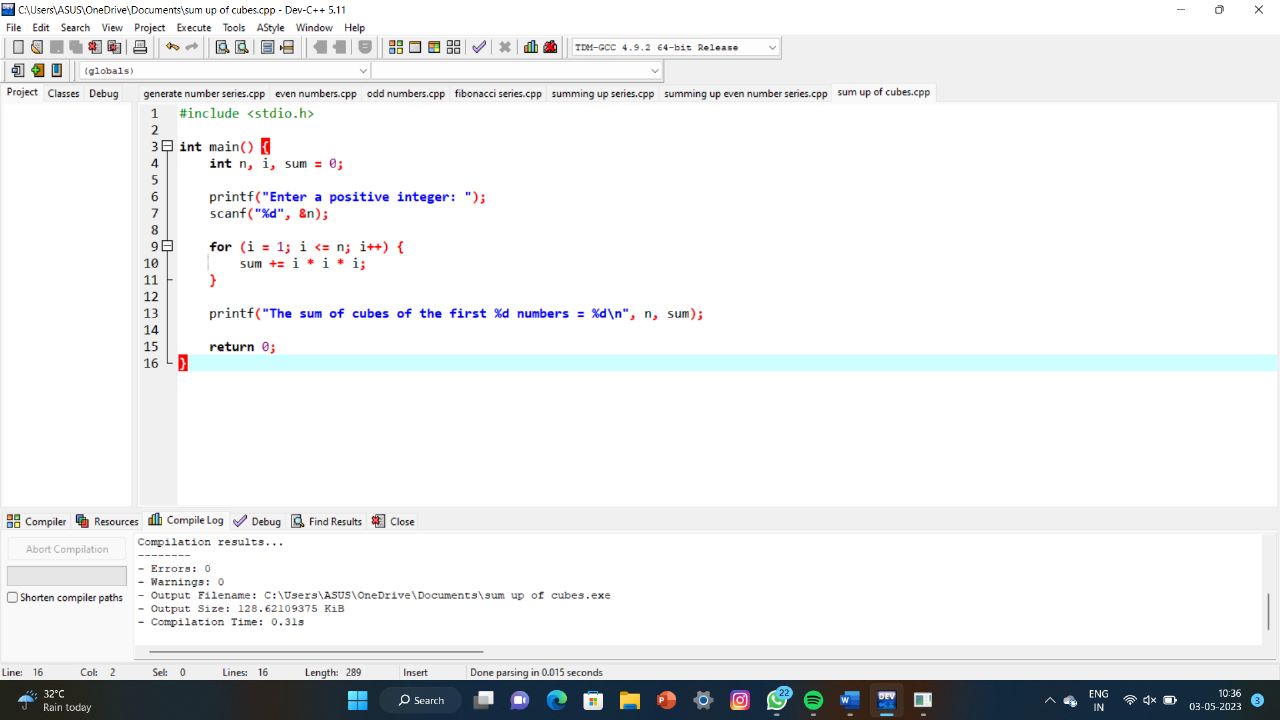 C:\Users\ASUS\OneDrive\Documents\sum up of cubes.cpp - Dev-C++ 5.11
File Edit Search View Project Execute Tools AStyle Window Help
TDM-GCC 4.9.2 64-bit Release
(globals)
Project Classes Debug generate number series.cpp even numbers.cpp odd numbers.cpp fibonacci series.cpp summing up series.cpp summing up even number series.cpp sum up of cubes.cpp
1 #include <stdio.h>
2
3 int main() {
4 int n, i, sum = 0;
5
6 printf("Enter a positive integer: ");
7 scanf("%d", &n);
8
9 for (i = 1; i <= n; i++) {
10 sum += i * i * i;
11 }
12
13 printf("The sum of cubes of the first %d numbers = %d\n", n, sum);
14
15 return 0;
16 }
Compiler Resources Compile Log Debug Find Results Close
Abort Compilation
Shorten compiler paths
Compilation results...
--------
- Errors: 0
- Warnings: 0
- Output Filename: C:\Users\ASUS\OneDrive\Documents\sum up of cubes.exe
- Output Size: 128.62109375 KiB
- Compilation Time: 0.31s
Line: 16 Col: 2 Sel: 0 Lines: 16 Length: 289 Insert Done parsing in 0.015 seconds
32°C
Rain today
Search
22
DEV
ENG
IN
10:36
03-05-2023
3